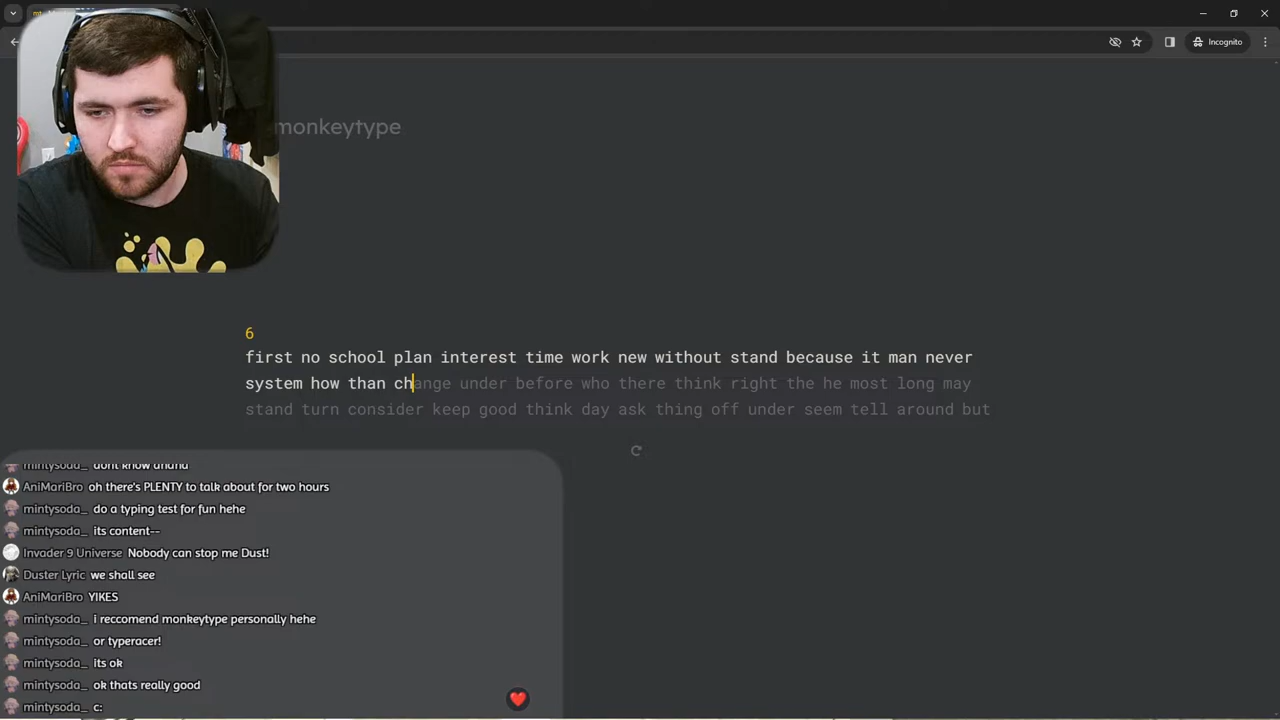 Incognito
monkeytype
6
first no school plan interest time work new without stand because it man never
system how than change under before who there think right the he most long may
stand turn consider keep good think day ask thing off under seem tell around but
mintysoda_ dont know ahaha
AniMariBro oh there's PLENTY to talk about for two hours
mintysoda_ do a typing test for fun hehe
mintysoda_ its content--
Invader 9 Universe Nobody can stop me Dust!
Duster Lyric we shall see
AniMariBro YIKES
mintysoda_ i reccomend monkeytype personally hehe
mintysoda_ or typeracer!
mintysoda_ its ok
mintysoda_ ok thats really good
mintysoda_ c: